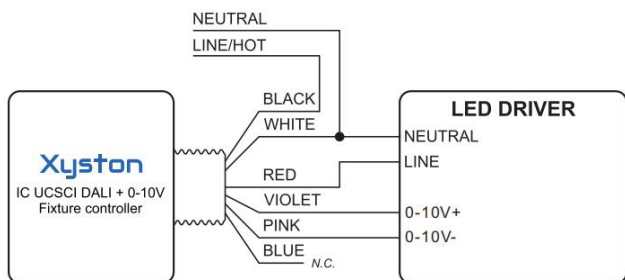 NEUTRAL
LINE/HOT
BLACK
WHITE
RED
VIOLET
PINK
BLUE
N.C.
Xyston
IC UCSCI DALI + 0-10V
Fixture controller
LED DRIVER
NEUTRAL
LINE
0-10V+
0-10V-